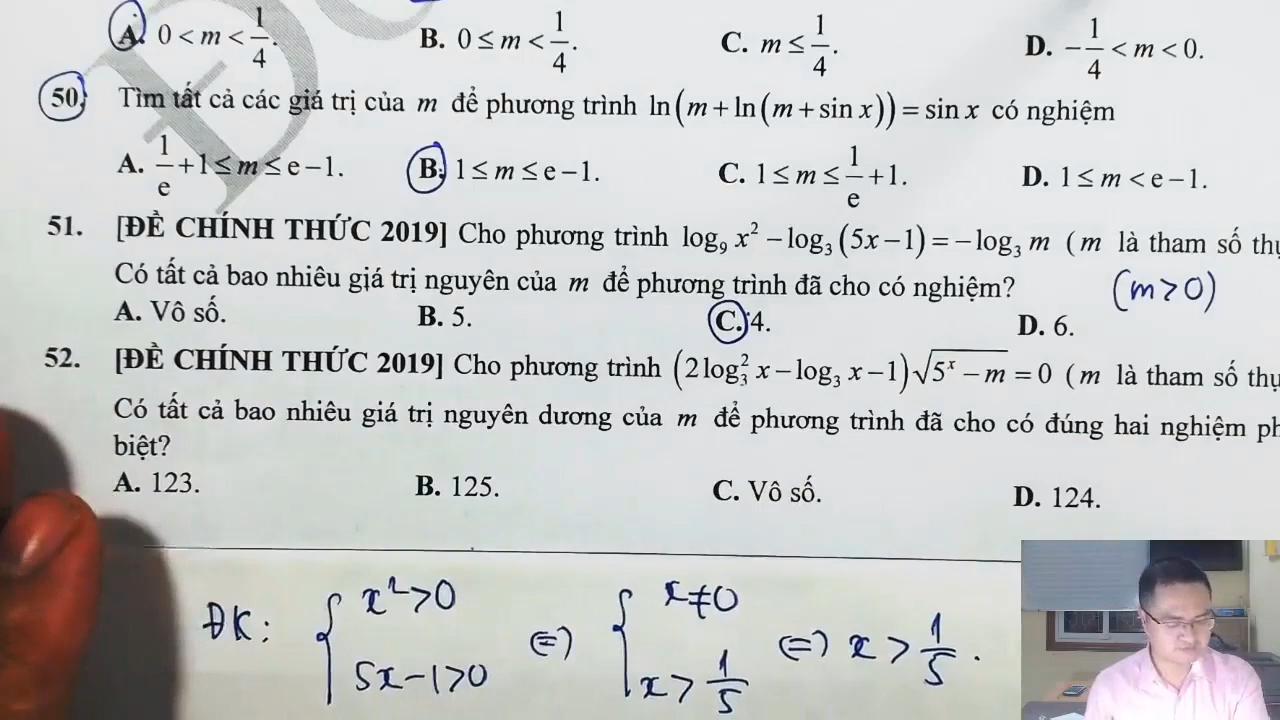 A. 0 < m < 1/4. B. 0 ≤ m < 1/4. C. m ≤ 1/4. D. -1/4 < m < 0.
50. Tìm tất cả các giá trị của m để phương trình ln(m + ln(m + sin x)) = sin x có nghiệm
A. 1/e + 1 ≤ m ≤ e − 1. B. 1 ≤ m ≤ e − 1. C. 1 ≤ m ≤ 1/e + 1. D. 1 ≤ m < e − 1.
51. [ĐỀ CHÍNH THỨC 2019] Cho phương trình log₉ x² − log₃(5x − 1) = −log₃ m (m là tham số
Có tất cả bao nhiêu giá trị nguyên của m để phương trình đã cho có nghiệm? (m > 0)
A. Vô số. B. 5. C. 4. D. 6.
52. [ĐỀ CHÍNH THỨC 2019] Cho phương trình (2log₃² x − log₃ x − 1)√(5ˣ − m) = 0 (m là tham số
Có tất cả bao nhiêu giá trị nguyên dương của m để phương trình đã cho có đúng hai nghiệm
biệt?
A. 123. B. 125. C. Vô số. D. 124.
ĐK: { x² > 0 ⇔ { x ≠ 0 ⇔ x > 1/5.
5x − 1 > 0 x > 1/5